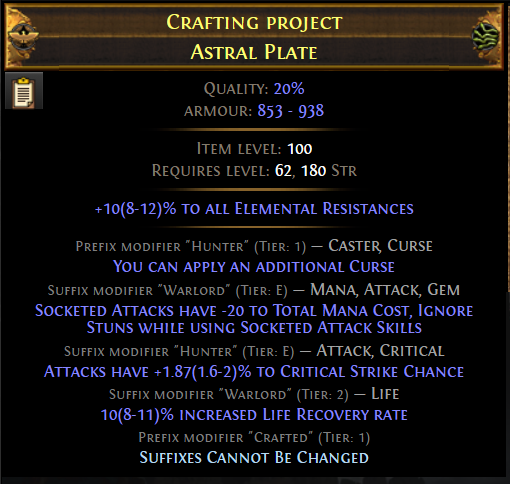 Crafting project
Astral Plate
Quality: 20%
armour: 853 - 938
Item level: 100
Requires level: 62, 180 Str
+10(8-12)% to all Elemental Resistances
Prefix modifier "Hunter" (Tier: 1) — Caster, Curse
You can apply an additional Curse
Suffix modifier "Warlord" (Tier: E) — Mana, Attack, Gem
Socketed Attacks have -20 to Total Mana Cost, Ignore
Stuns while using Socketed Attack Skills
Suffix modifier "Hunter" (Tier: E) — Attack, Critical
Attacks have +1.87(1.6-2)% to Critical Strike Chance
Suffix modifier "Warlord" (Tier: 2) — Life
10(8-11)% increased Life Recovery rate
Prefix modifier "Crafted" (Tier: 1)
Suffixes Cannot Be Changed